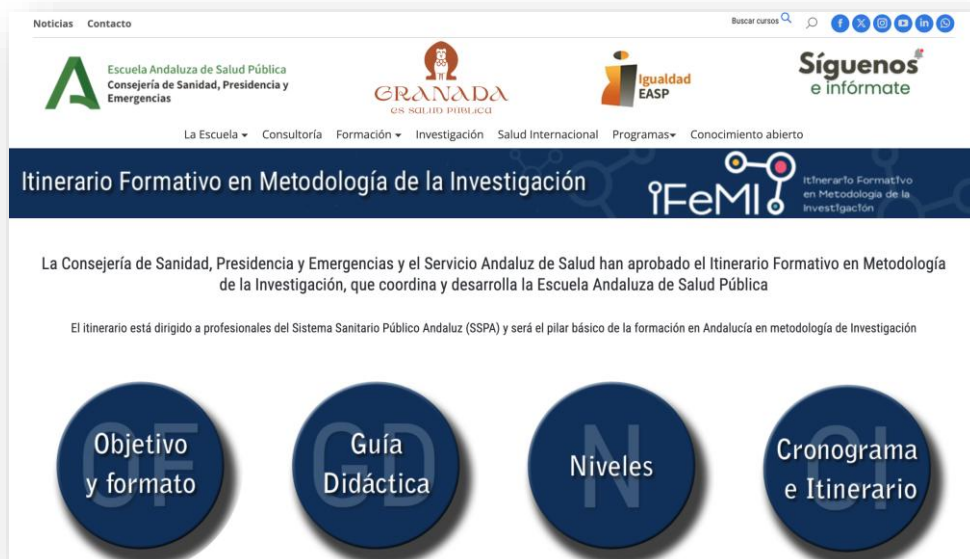 Noticias Contacto
Buscar cursos
Escuela Andaluza de Salud Pública
Consejería de Sanidad, Presidencia y
Emergencias
GRANADA
es salud pública
Igualdad
EASP
Síguenos
e infórmate
La Escuela Consultoría Formación Investigación Salud Internacional Programas Conocimiento abierto
Itinerario Formativo en Metodología de la Investigación
iFeMI
Itinerario Formativo
en Metodología de la
Investigación
La Consejería de Sanidad, Presidencia y Emergencias y el Servicio Andaluz de Salud han aprobado el Itinerario Formativo en Metodología
de la Investigación, que coordina y desarrolla la Escuela Andaluza de Salud Pública
El itinerario está dirigido a profesionales del Sistema Sanitario Público Andaluz (SSPA) y será el pilar básico de la formación en Andalucía en metodología de Investigación
OF
Objetivo
y formato
GD
Guía
Didáctica
N
Niveles
CI
Cronograma
e Itinerario